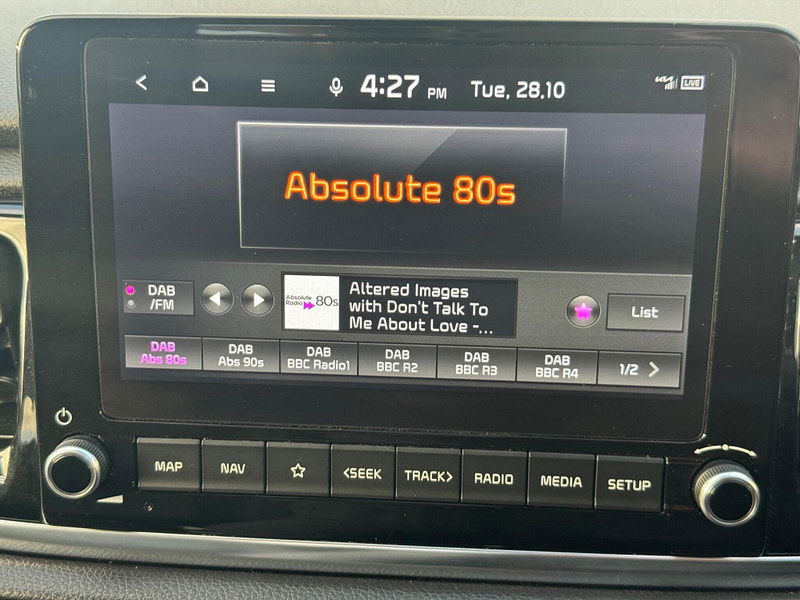 4:27 PM Tue, 28.10 KIA LIVE
Absolute 80s
DAB
/FM
Absolute
Radio 80s
Altered Images
with Don't Talk To
Me About Love -...
List
DAB
Abs 80s
DAB
Abs 90s
DAB
BBC Radio1
DAB
BBC R2
DAB
BBC R3
DAB
BBC R4
1/2 >
MAP NAV <SEEK TRACK> RADIO MEDIA SETUP